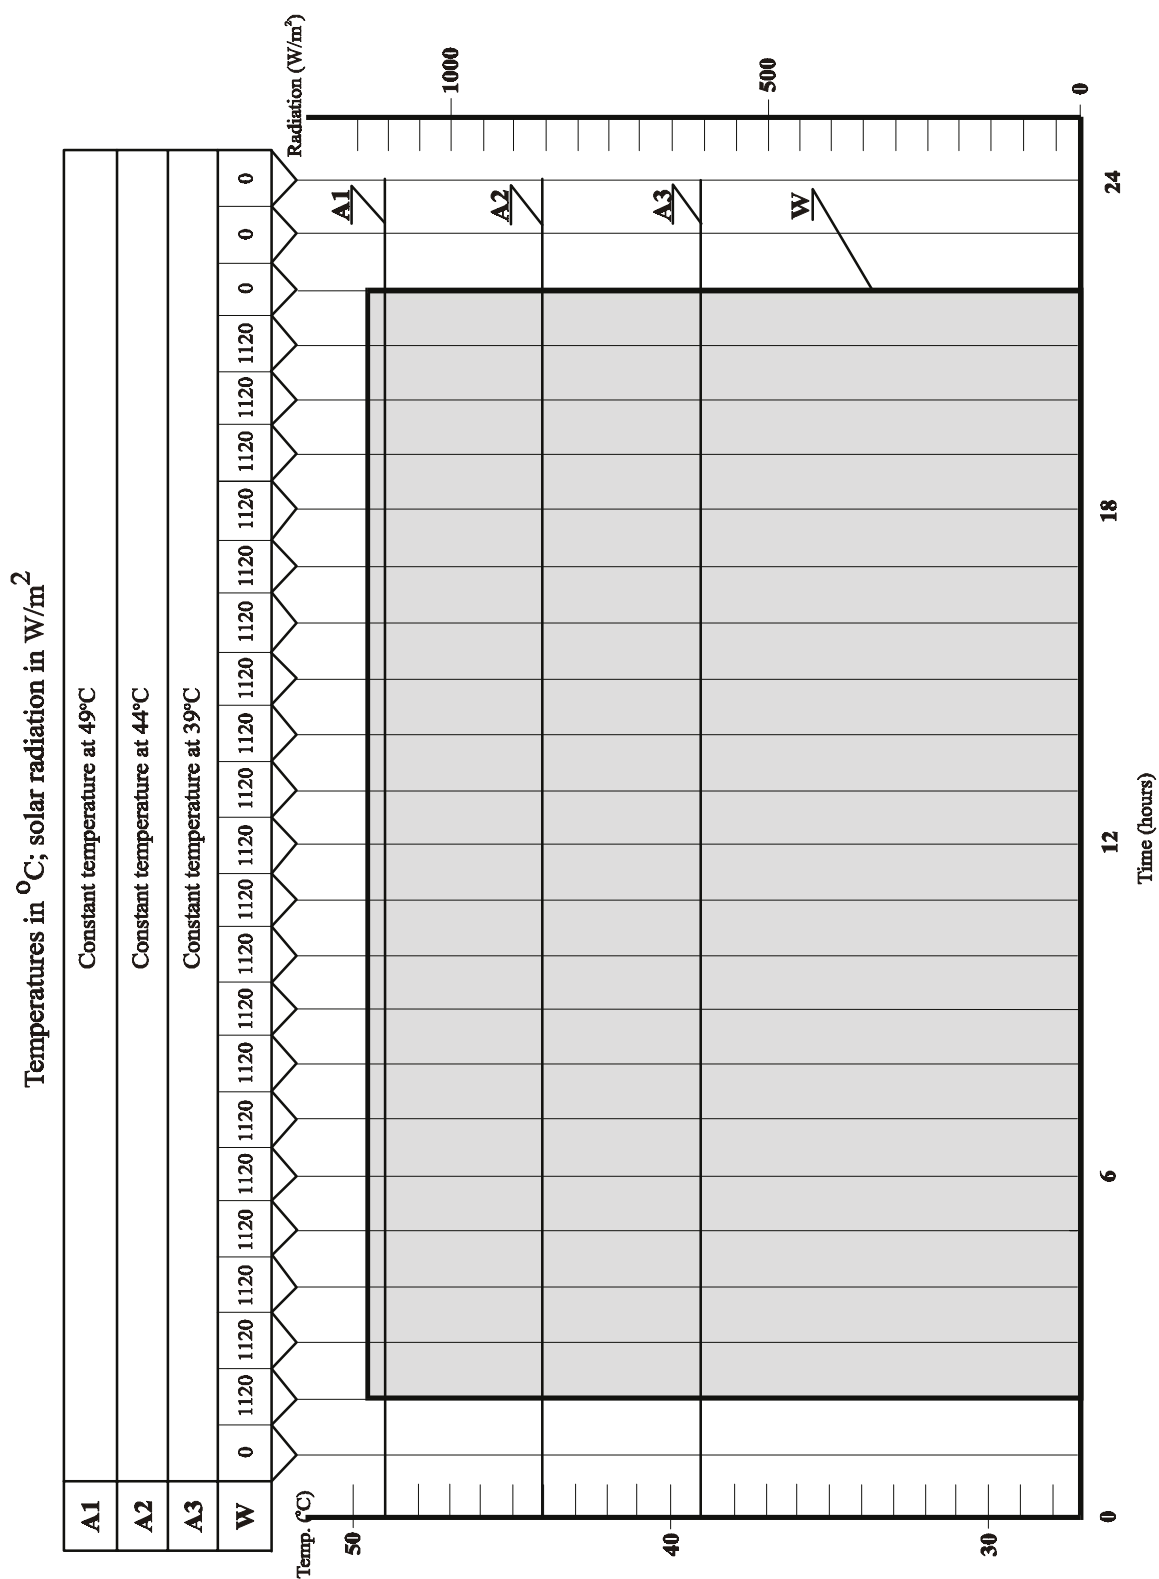 Temperatures in °C; solar radiation in W/m²
A1 Constant temperature at 49°C
A2 Constant temperature at 44°C
A3 Constant temperature at 39°C
W 0 1120 1120 1120 1120 1120 1120 1120 1120 1120 1120 1120 1120 1120 1120 1120 1120 1120 1120 1120 1120 0 0 0
Temp. (°C) Radiation (W/m²)
A1
50
1000
A2
A3
40
500
W
30
0
0 6 12 18 24
Time (hours)